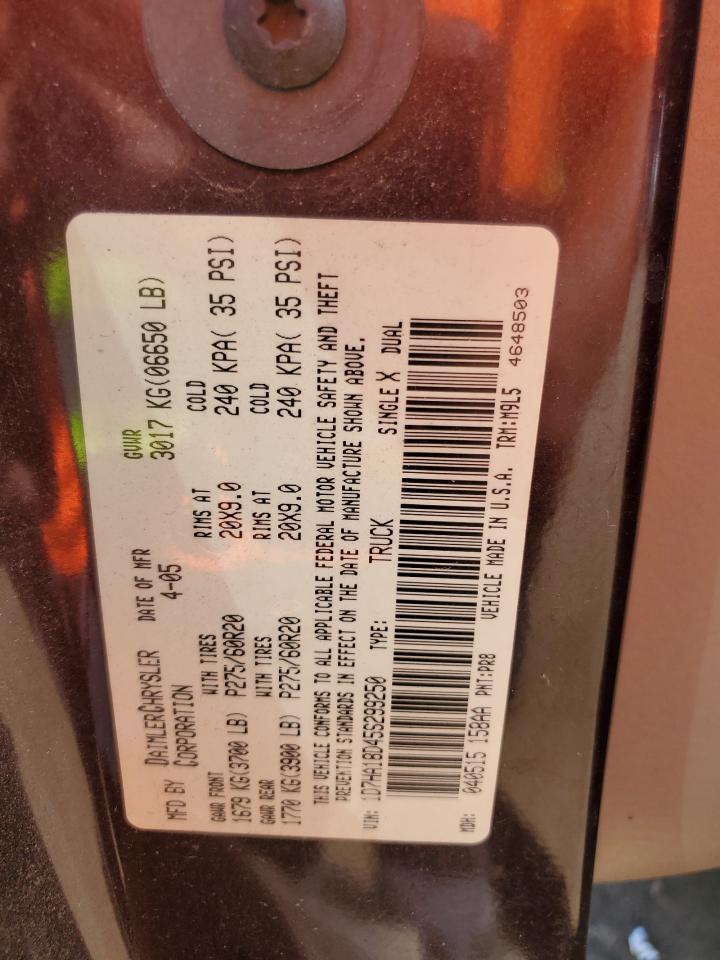 MFD BY DAIMLERCHRYSLER CORPORATION DATE OF MFR 4-05 GVWR 3017 KG(06650 LB)
GAWR FRONT WITH TIRES RIMS AT COLD
1679 KG(3700 LB) P275/60R20 20X9.0 240 KPA( 35 PSI)
GAWR REAR WITH TIRES RIMS AT COLD
1770 KG(3900 LB) P275/60R20 20X9.0 240 KPA( 35 PSI)
THIS VEHICLE CONFORMS TO ALL APPLICABLE FEDERAL MOTOR VEHICLE SAFETY AND THEFT
PREVENTION STANDARDS IN EFFECT ON THE DATE OF MANUFACTURE SHOWN ABOVE.
VIN: 1D7HA18D45S299250 TYPE: TRUCK SINGLE X DUAL
MDH: 040515 158AA PNT:PR8 VEHICLE MADE IN U.S.A. TRM:M9L5 4648503